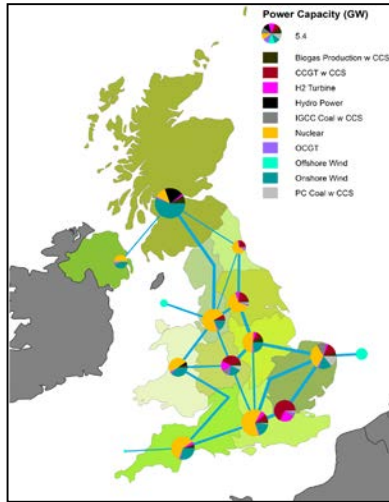 Power Capacity (GW)
5.4
Biogas Production w CCS
CCGT w CCS
H2 Turbine
Hydro Power
IGCC Coal w CCS
Nuclear
OCGT
Offshore Wind
Onshore Wind
PC Coal w CCS